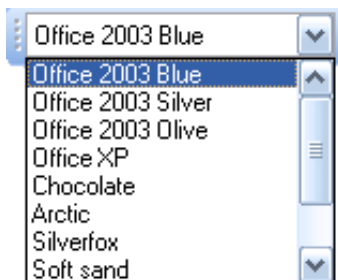 Office 2003 Blue
Office 2003 Blue
Office 2003 Silver
Office 2003 Olive
Office XP
Chocolate
Arctic
Silverfox
Soft sand